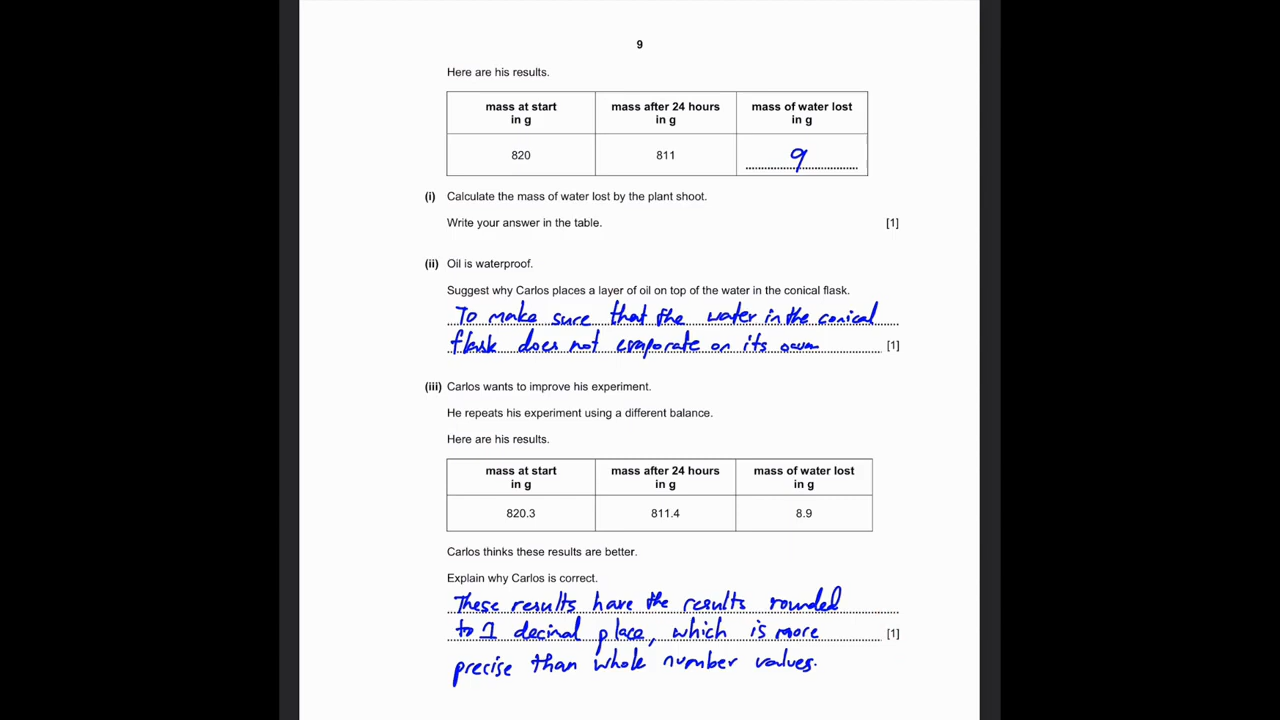 9
Here are his results.
mass at start in g | mass after 24 hours in g | mass of water lost in g
820 | 811 | 9
(i) Calculate the mass of water lost by the plant shoot.
Write your answer in the table. [1]
(ii) Oil is waterproof.
Suggest why Carlos places a layer of oil on top of the water in the conical flask.
To make sure that the water in the conical
flask does not evaporate on its own [1]
(iii) Carlos wants to improve his experiment.
He repeats his experiment using a different balance.
Here are his results.
mass at start in g | mass after 24 hours in g | mass of water lost in g
820.3 | 811.4 | 8.9
Carlos thinks these results are better.
Explain why Carlos is correct.
These results have the results rounded
to 1 decimal place, which is more [1]
precise than whole number values.